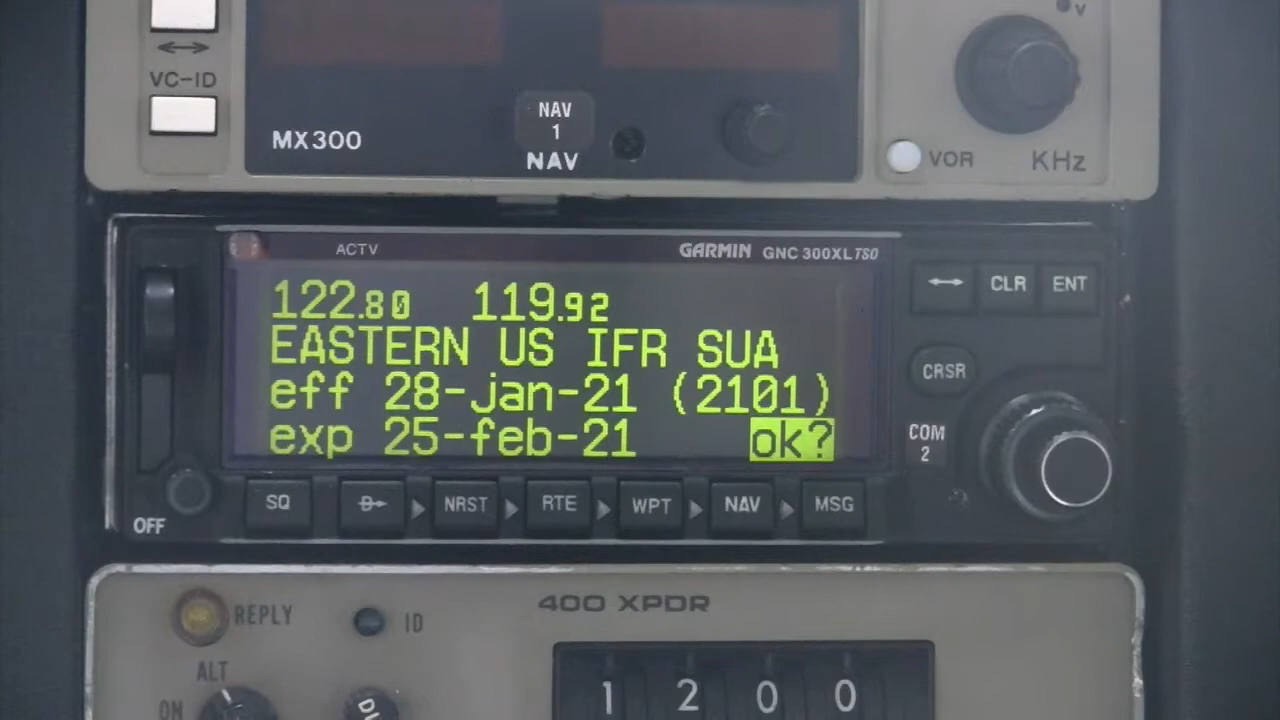 V
VC-ID
MX300
NAV
1
NAV
VOR
KHz
ACTV
GARMIN GNC 300XL TSO
122.80 119.92
EASTERN US IFR SUA
eff 28-jan-21 (2101)
exp 25-feb-21 ok?
CLR ENT
CRSR
COM
2
OFF
SQ D NRST RTE WPT NAV MSG
REPLY ID
400 XPDR
ALT
ON
1 2 0 0